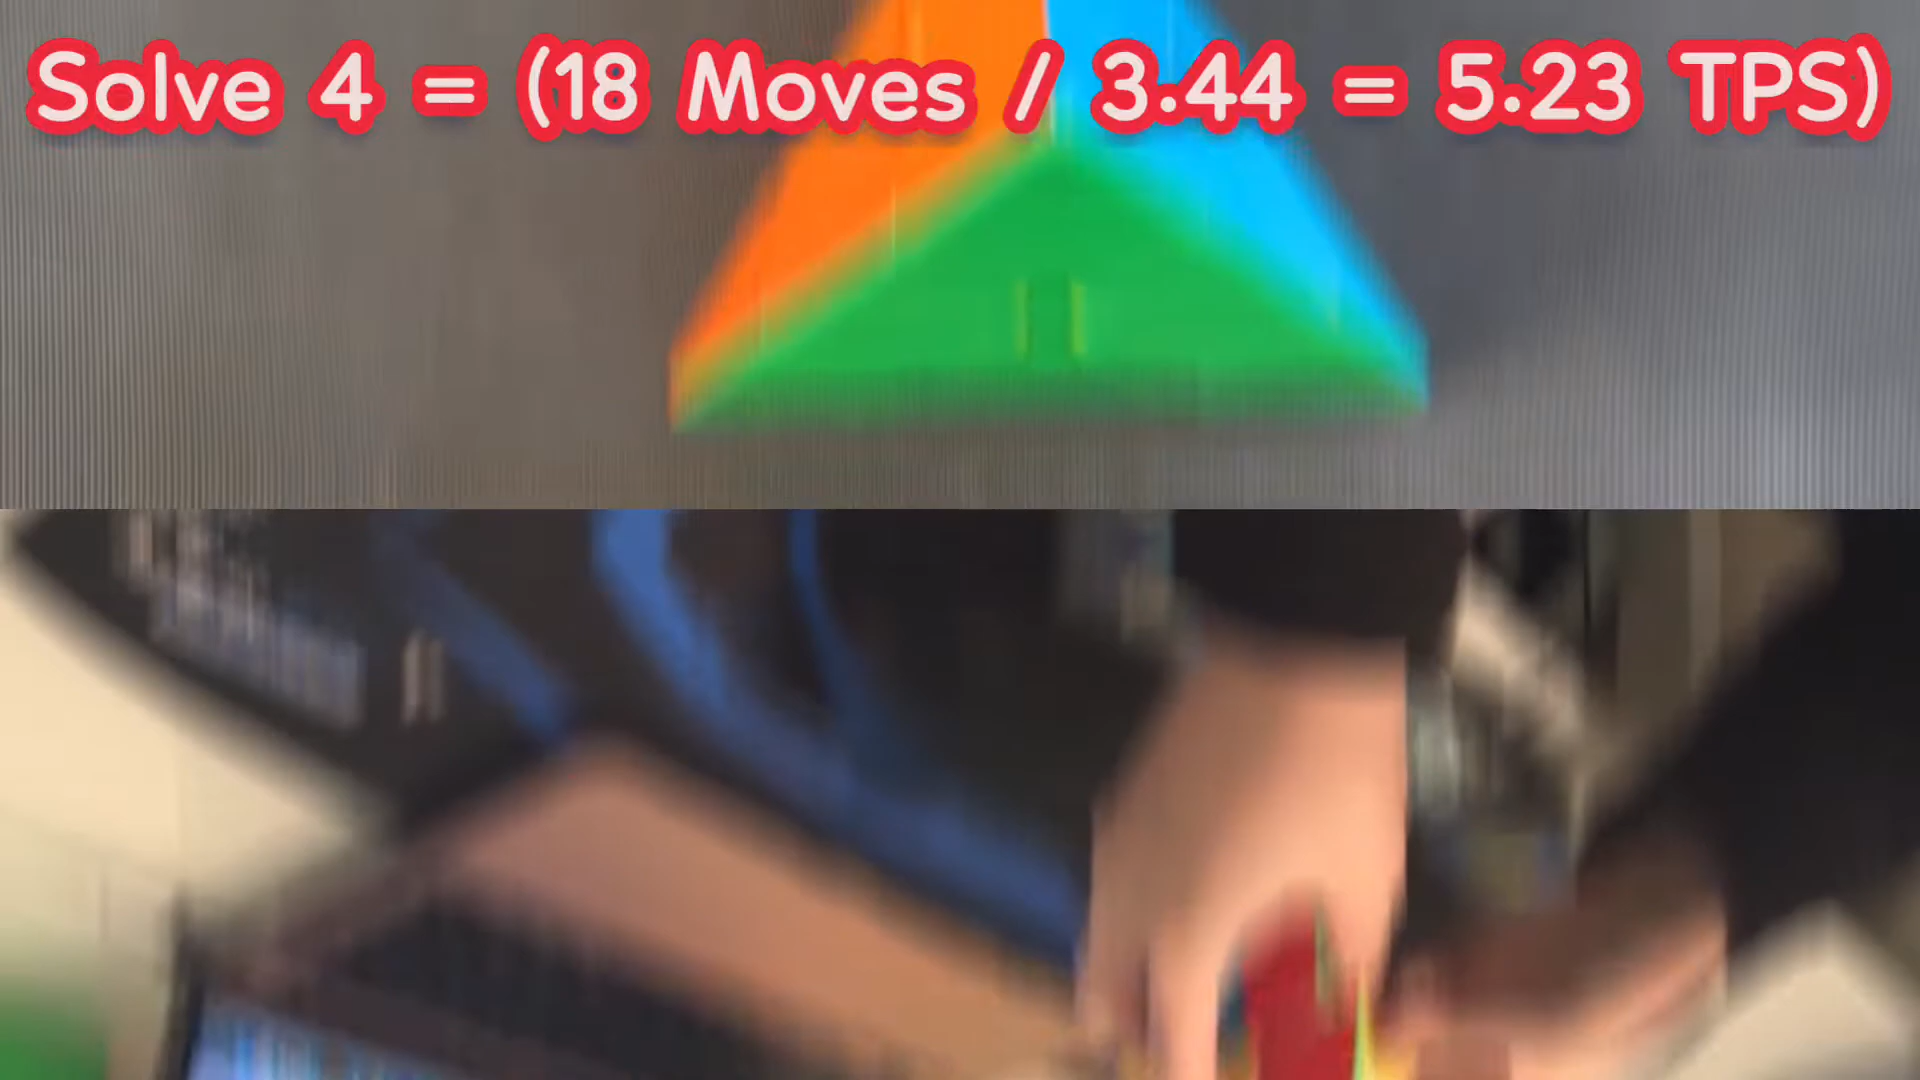 Solve 4 = (18 Moves / 3.44 = 5.23 TPS)